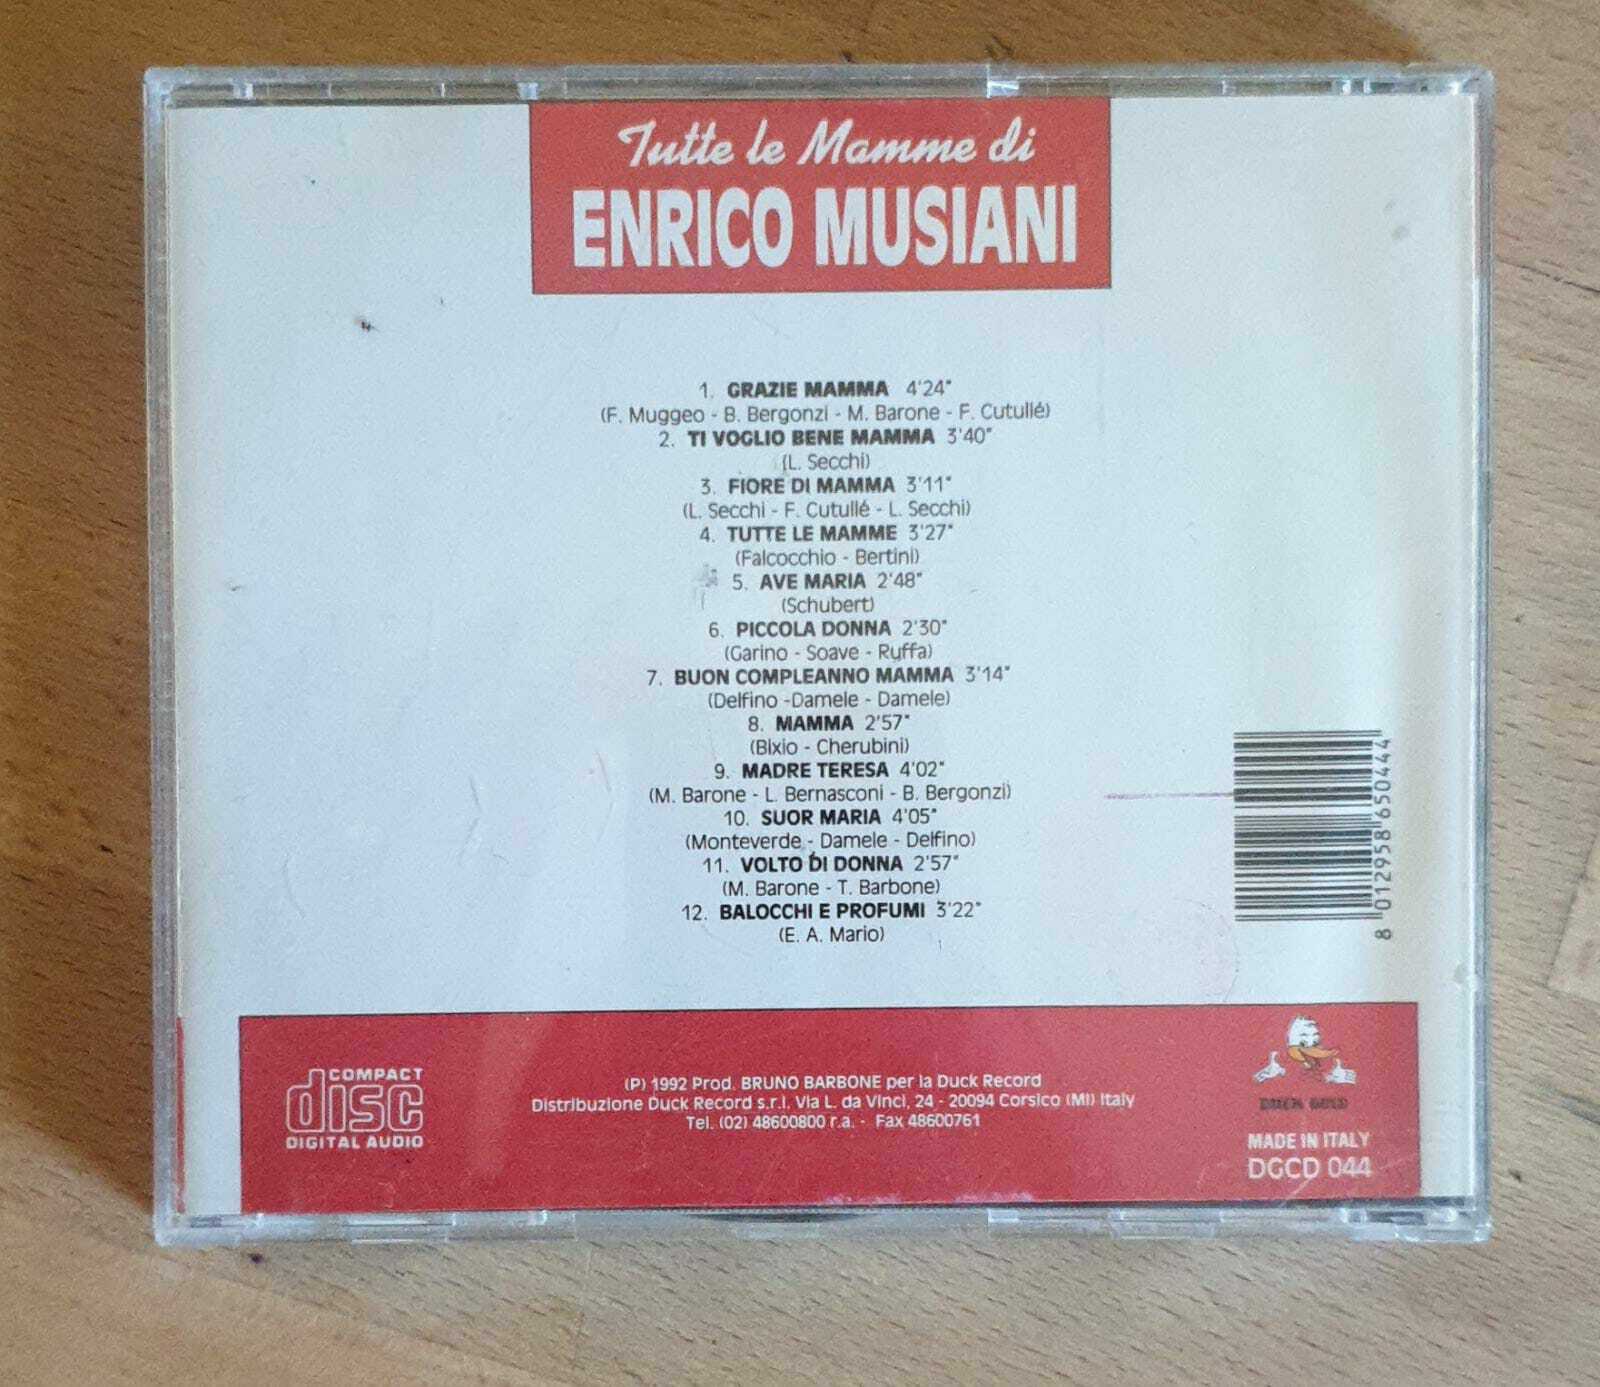 Tutte le Mamme di
ENRICO MUSIANI
1. GRAZIE MAMMA 4'24"
(F. Muggeo - B. Bergonzi - M. Barone - F. Cutullé)
2. TI VOGLIO BENE MAMMA 3'40"
(L. Secchi)
3. FIORE DI MAMMA 3'11"
(L. Secchi - F. Cutullé - L. Secchi)
4. TUTTE LE MAMME 3'27"
(Falcocchio - Bertini)
5. AVE MARIA 2'48"
(Schubert)
6. PICCOLA DONNA 2'30"
(Garino - Soave - Ruffa)
7. BUON COMPLEANNO MAMMA 3'14"
(Delfino -Damele - Damele)
8. MAMMA 2'57"
(Bixio - Cherubini)
9. MADRE TERESA 4'02"
(M. Barone - L. Bernasconi - B. Bergonzi)
10. SUOR MARIA 4'05"
(Monteverde - Damele - Delfino)
11. VOLTO DI DONNA 2'57"
(M. Barone - T. Barbone)
12. BALOCCHI E PROFUMI 3'22"
(E. A. Mario)
8 012958 650444
COMPACT
disc
DIGITAL AUDIO
(P) 1992 Prod. BRUNO BARBONE per la Duck Record
Distribuzione Duck Record s.r.l. Via L. da Vinci, 24 - 20094 Corsico (MI) Italy
Tel. (02) 48600800 r.a. - Fax 48600761
DUCK GOLD
MADE IN ITALY
DGCD 044